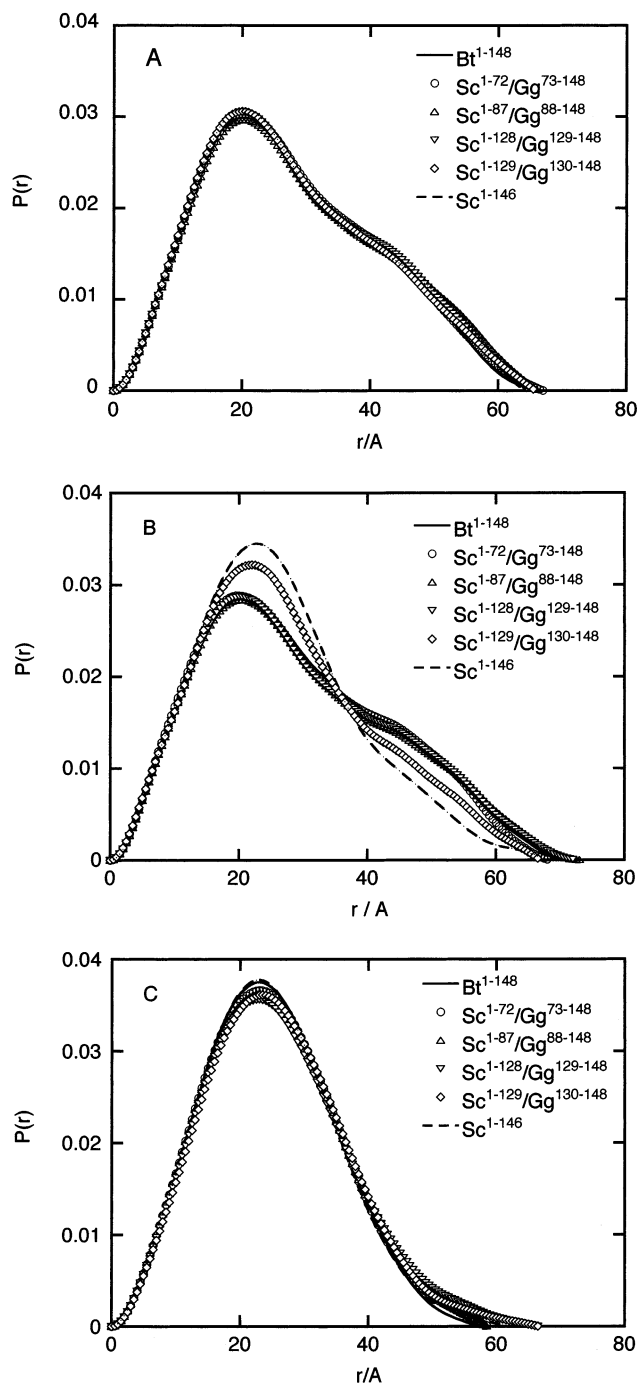 0.04
A
Bt¹⁻¹⁴⁸
Sc¹⁻⁷²/Gg⁷³⁻¹⁴⁸
Sc¹⁻⁸⁷/Gg⁸⁸⁻¹⁴⁸
Sc¹⁻¹²⁸/Gg¹²⁹⁻¹⁴⁸
Sc¹⁻¹²⁹/Gg¹³⁰⁻¹⁴⁸
Sc¹⁻¹⁴⁶
0.03
P(r)
0.02
0.01
0
0 20 40 60 80
r/A
0.04
B
Bt¹⁻¹⁴⁸
Sc¹⁻⁷²/Gg⁷³⁻¹⁴⁸
Sc¹⁻⁸⁷/Gg⁸⁸⁻¹⁴⁸
Sc¹⁻¹²⁸/Gg¹²⁹⁻¹⁴⁸
Sc¹⁻¹²⁹/Gg¹³⁰⁻¹⁴⁸
Sc¹⁻¹⁴⁶
0.03
P(r)
0.02
0.01
0
0 20 40 60 80
r / A
0.04
C
Bt¹⁻¹⁴⁸
Sc¹⁻⁷²/Gg⁷³⁻¹⁴⁸
Sc¹⁻⁸⁷/Gg⁸⁸⁻¹⁴⁸
Sc¹⁻¹²⁸/Gg¹²⁹⁻¹⁴⁸
Sc¹⁻¹²⁹/Gg¹³⁰⁻¹⁴⁸
Sc¹⁻¹⁴⁶
0.03
P(r)
0.02
0.01
0
0 20 40 60 80
r/A